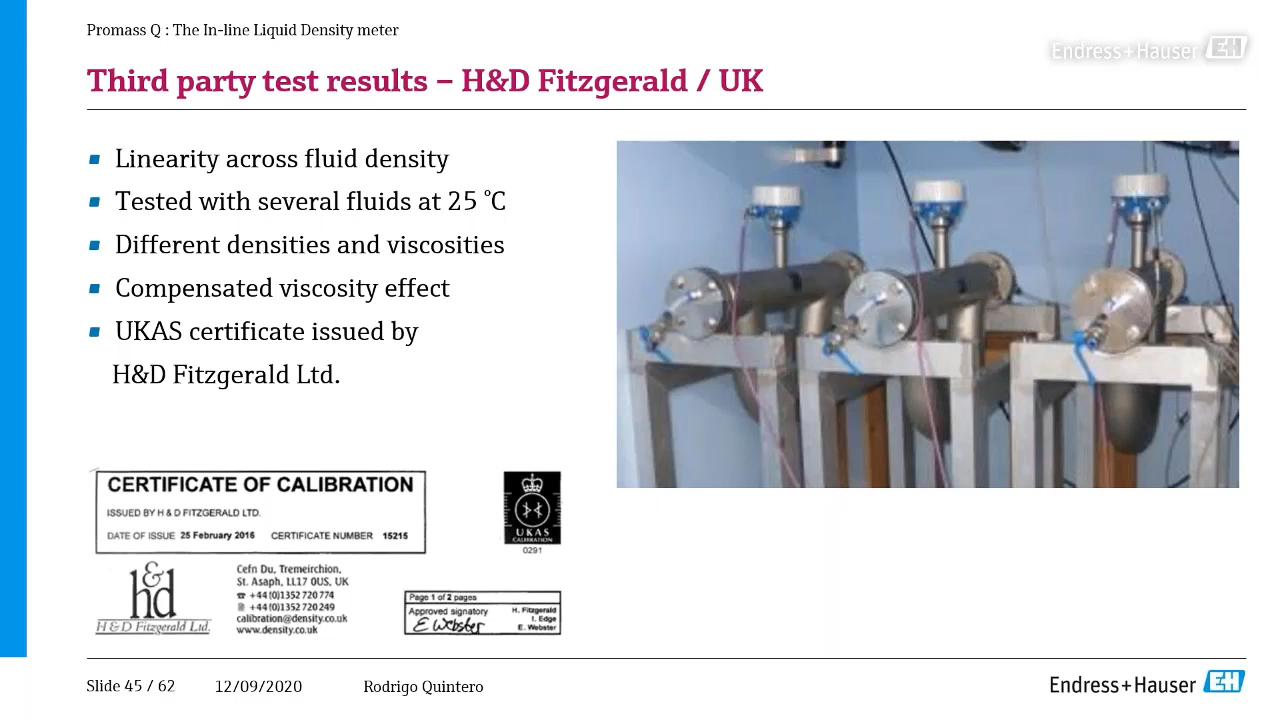 Promass Q : The In-line Liquid Density meter
Endress+Hauser EH
Third party test results – H&D Fitzgerald / UK
Linearity across fluid density
Tested with several fluids at 25 °C
Different densities and viscosities
Compensated viscosity effect
UKAS certificate issued by
H&D Fitzgerald Ltd.
CERTIFICATE OF CALIBRATION
ISSUED BY H & D FITZGERALD LTD.
DATE OF ISSUE 25 February 2016 CERTIFICATE NUMBER 15215
UKAS
CALIBRATION
0291
h&d
H & D Fitzgerald Ltd.
Cefn Du, Tremeirchion,
St. Asaph, LL17 0US, UK
☎ +44 (0)1352 720 774
+44 (0)1352 720 249
calibration@density.co.uk
www.density.co.uk
Page 1 of 2 pages
Approved signatory
E Webster
H. Fitzgerald
I. Edge
E. Webster
Slide 45 / 62 12/09/2020 Rodrigo Quintero
Endress+Hauser EH